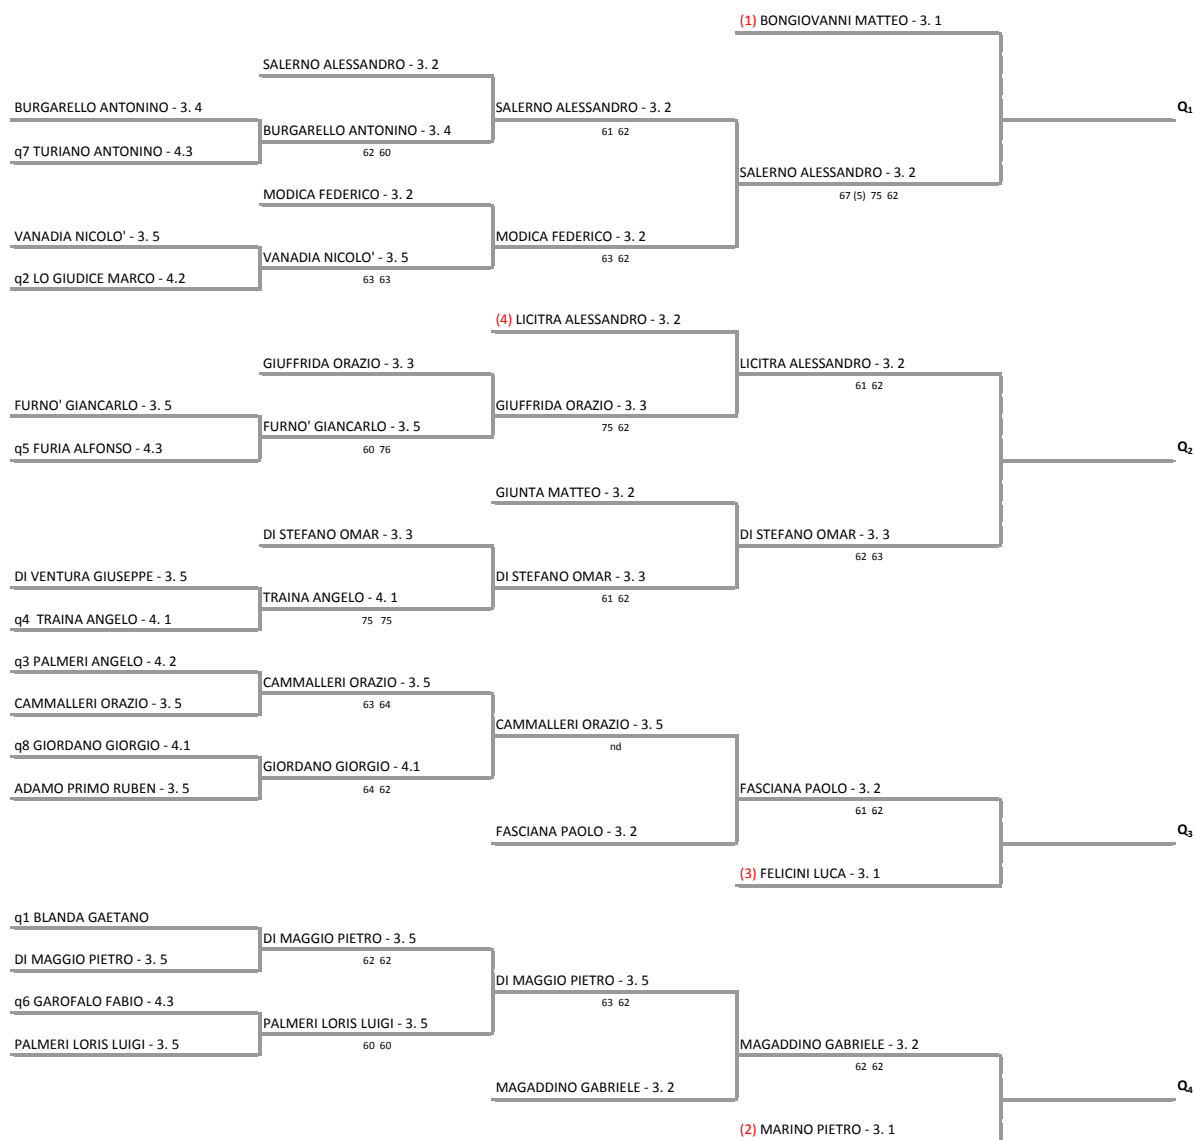 (1) BONGIOVANNI MATTEO - 3. 1
SALERNO ALESSANDRO - 3. 2
BURGARELLO ANTONINO - 3. 4
SALERNO ALESSANDRO - 3. 2
Q1
BURGARELLO ANTONINO - 3. 4
61 62
q7 TURIANO ANTONINO - 4.3
62 60
SALERNO ALESSANDRO - 3. 2
MODICA FEDERICO - 3. 2
67 (5) 75 62
VANADIA NICOLO' - 3. 5
MODICA FEDERICO - 3. 2
VANADIA NICOLO' - 3. 5
63 62
q2 LO GIUDICE MARCO - 4.2
63 63
(4) LICITRA ALESSANDRO - 3. 2
GIUFFRIDA ORAZIO - 3. 3
LICITRA ALESSANDRO - 3. 2
61 62
FURNO' GIANCARLO - 3. 5
GIUFFRIDA ORAZIO - 3. 3
FURNO' GIANCARLO - 3. 5
75 62
q5 FURIA ALFONSO - 4.3
60 76
Q2
GIUNTA MATTEO - 3. 2
DI STEFANO OMAR - 3. 3
DI STEFANO OMAR - 3. 3
62 63
DI VENTURA GIUSEPPE - 3. 5
DI STEFANO OMAR - 3. 3
TRAINA ANGELO - 4. 1
61 62
q4 TRAINA ANGELO - 4. 1
75 75
q3 PALMERI ANGELO - 4. 2
CAMMALLERI ORAZIO - 3. 5
CAMMALLERI ORAZIO - 3. 5
63 64
CAMMALLERI ORAZIO - 3. 5
nd
q8 GIORDANO GIORGIO - 4.1
GIORDANO GIORGIO - 4.1
ADAMO PRIMO RUBEN - 3. 5
64 62
FASCIANA PAOLO - 3. 2
61 62
FASCIANA PAOLO - 3. 2
Q3
(3) FELICINI LUCA - 3. 1
q1 BLANDA GAETANO
DI MAGGIO PIETRO - 3. 5
DI MAGGIO PIETRO - 3. 5
62 62
DI MAGGIO PIETRO - 3. 5
q6 GAROFALO FABIO - 4.3
63 62
PALMERI LORIS LUIGI - 3. 5
PALMERI LORIS LUIGI - 3. 5
60 60
MAGADDINO GABRIELE - 3. 2
62 62
MAGADDINO GABRIELE - 3. 2
Q4
(2) MARINO PIETRO - 3. 1